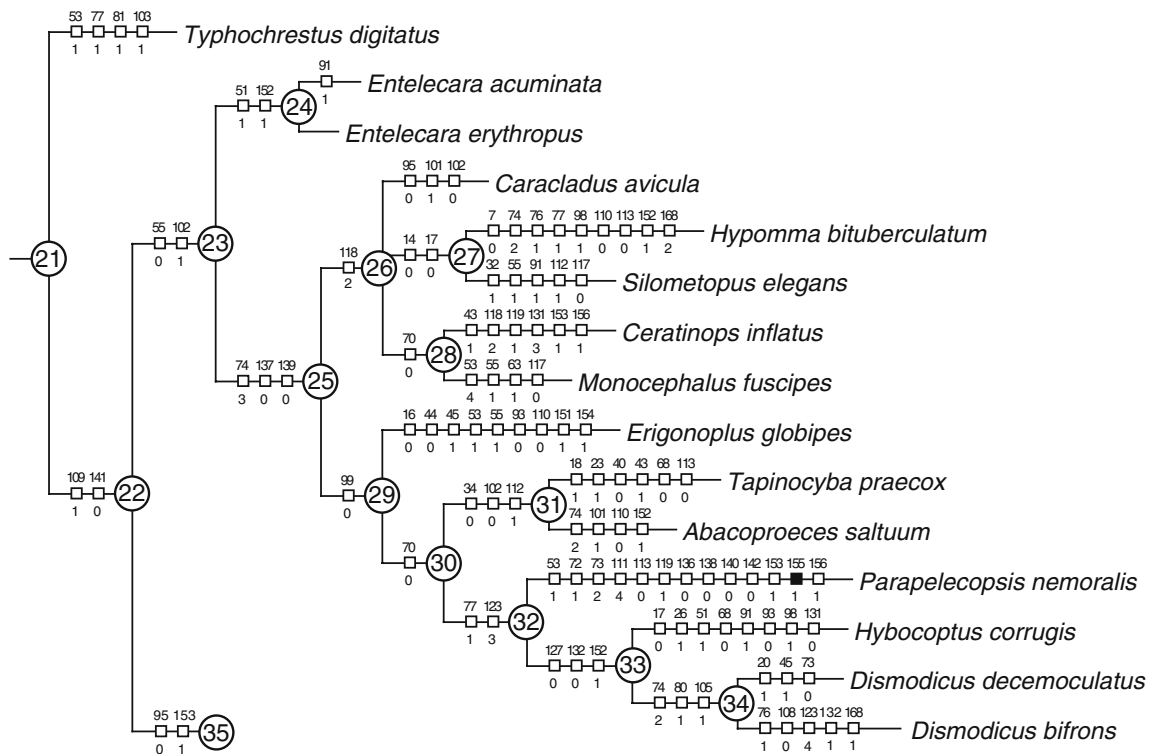 53 77 81 103
Typhochrestus digitatus
1 1 1 1
91
Entelecara acuminata
1
51 152
24
1 1
Entelecara erythropus
95 101 102
Caracladus avicula
0 1 0
7 74 76 77 98 110 113 152 168
Hypomma bituberculatum
0 2 1 1 1 0 0 1 2
55 102
23
0 1
14 17
27
0 0
21
118
26
2
32 55 91 112 117
Silometopus elegans
1 1 1 1 0
43 118 119 131 153 156
Ceratinops inflatus
1 2 1 3 1 1
70
28
0
74 137 139
25
3 0 0
53 55 63 117
Monocephalus fuscipes
4 1 1 0
16 44 45 53 55 93 110 151 154
Erigonoplus globipes
0 0 1 1 1 0 0 1 1
18 23 40 43 68 113
Tapinocyba praecox
1 1 0 1 0 0
109 141
22
1 0
99
29
0
34 102 112
31
0 0 1
74 101 110 152
Abacoproeces saltuum
2 1 0 1
70
30
0
53 72 73 111 113 119 136 138 140 142 153 155 156
Parapelecopsis nemoralis
1 1 2 4 0 1 0 0 0 0 1 1 1
77 123
32
1 3
17 26 51 68 91 93 98 131
Hybocoptus corrugis
0 1 1 0 1 0 1 0
127 132 152
33
0 0 1
20 45 73
Dismodicus decemoculatus
1 1 0
74 80 105
34
2 1 1
95 153
35
0 1
76 108 123 132 168
Dismodicus bifrons
1 0 4 1 1